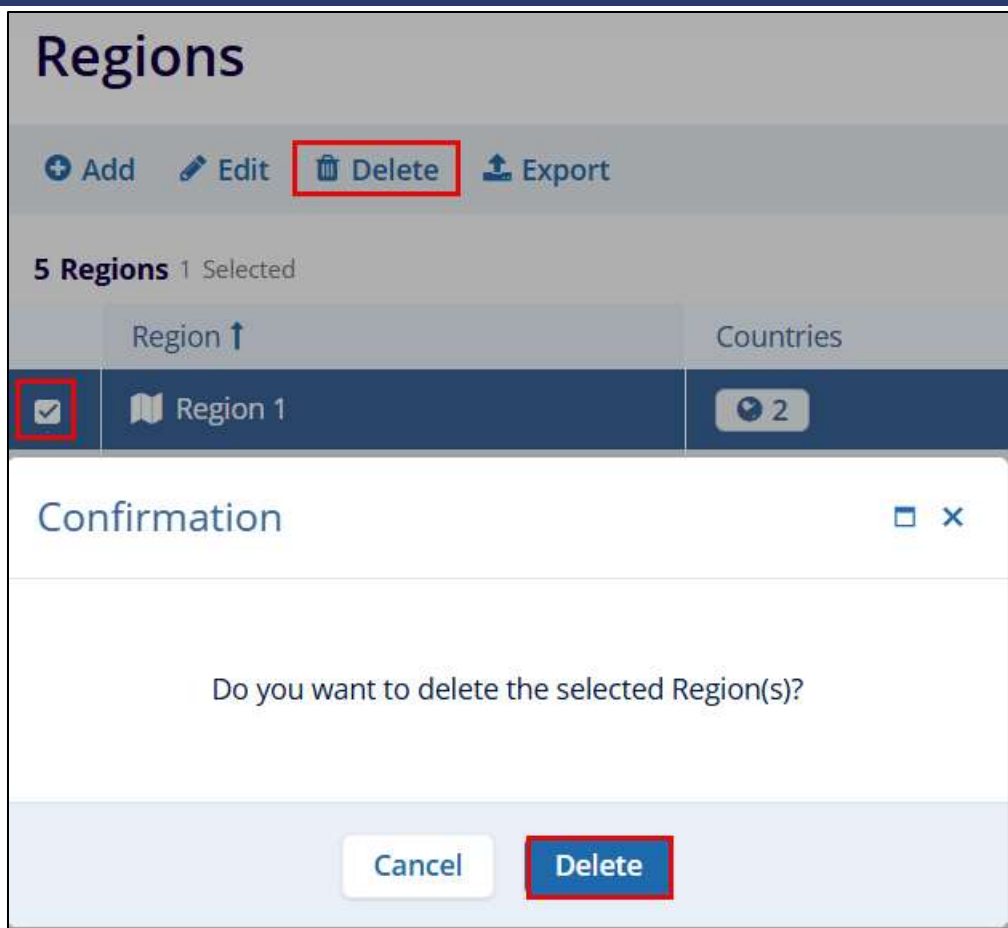 Regions
Add Edit Delete Export
5 Regions 1 Selected
Region Countries
Region 1 2
Confirmation
Do you want to delete the selected Region(s)?
Cancel Delete